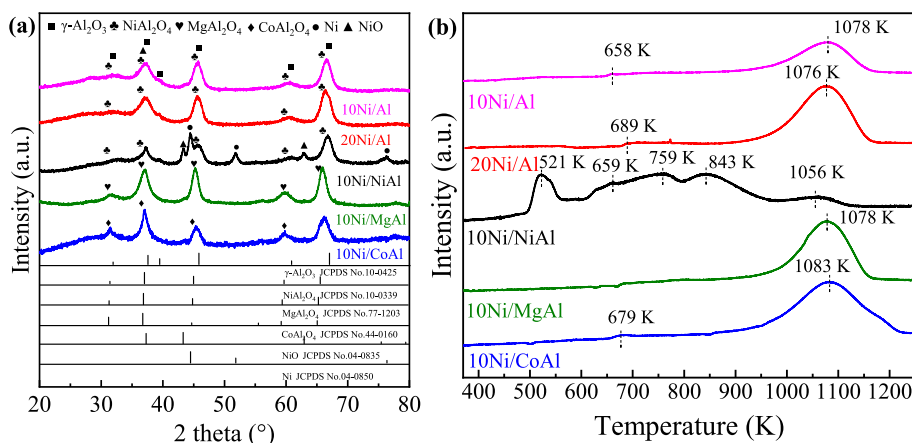 (a)
γ-Al₂O₃ NiAl₂O₄ MgAl₂O₄ CoAl₂O₄ Ni NiO
10Ni/Al
20Ni/Al
10Ni/NiAl
10Ni/MgAl
10Ni/CoAl
γ-Al₂O₃ JCPDS No.10-0425
NiAl₂O₄ JCPDS No.10-0339
MgAl₂O₄ JCPDS No.77-1203
CoAl₂O₄ JCPDS No.44-0160
NiO JCPDS No.04-0835
Ni JCPDS No.04-0850
20 30 40 50 60 70 80
2 theta (°)
Intensity (a.u.)
(b)
1078 K
658 K
10Ni/Al
1076 K
689 K
20Ni/Al
521 K 659 K 759 K 843 K
1056 K
10Ni/NiAl
1078 K
10Ni/MgAl
1083 K
679 K
10Ni/CoAl
400 500 600 700 800 900 1000 1100 1200
Temperature (K)
Intensity (a.u.)